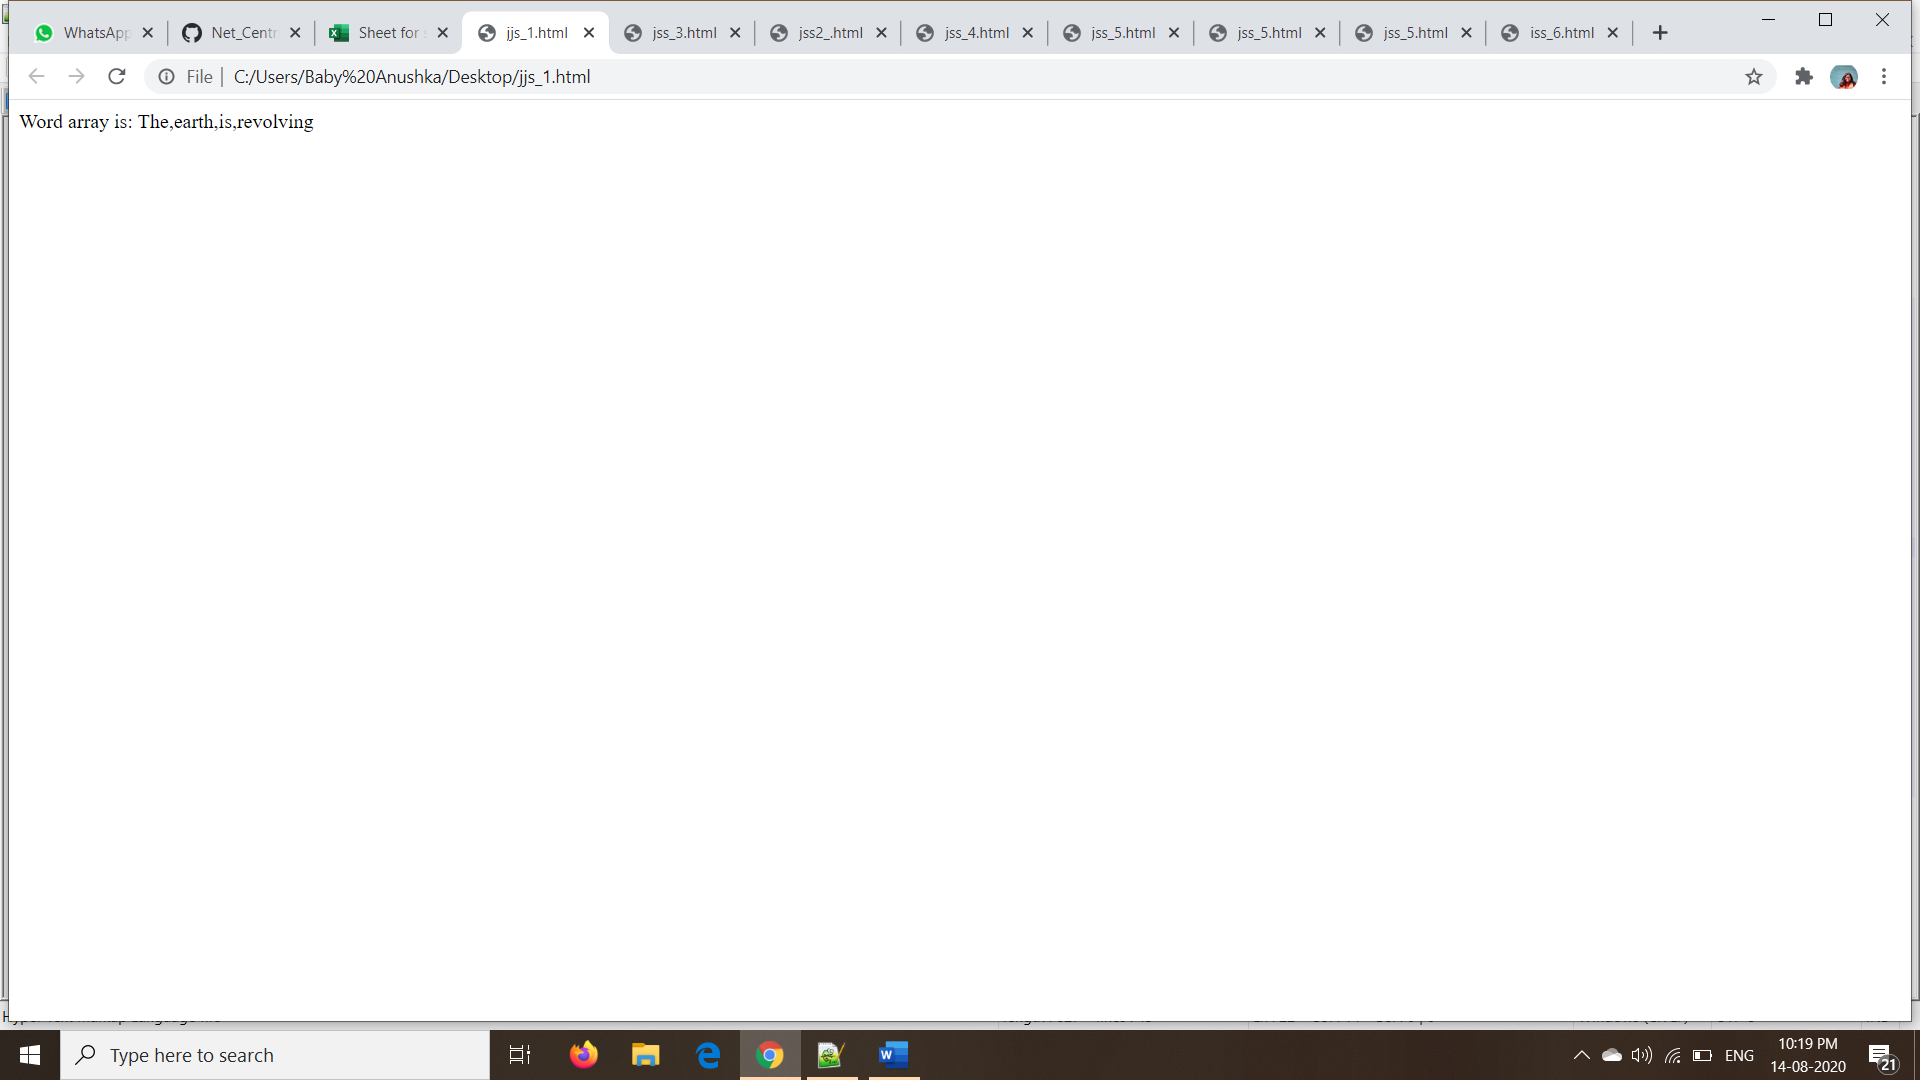 WhatsApp
Net_Centr
Sheet for s
jjs_1.html
jss_3.html
jss2_.html
jss_4.html
jss_5.html
jss_5.html
jss_5.html
iss_6.html
File
C:/Users/Baby%20Anushka/Desktop/jjs_1.html
Word array is: The,earth,is,revolving
Type here to search
ENG
10:19 PM
14-08-2020
21